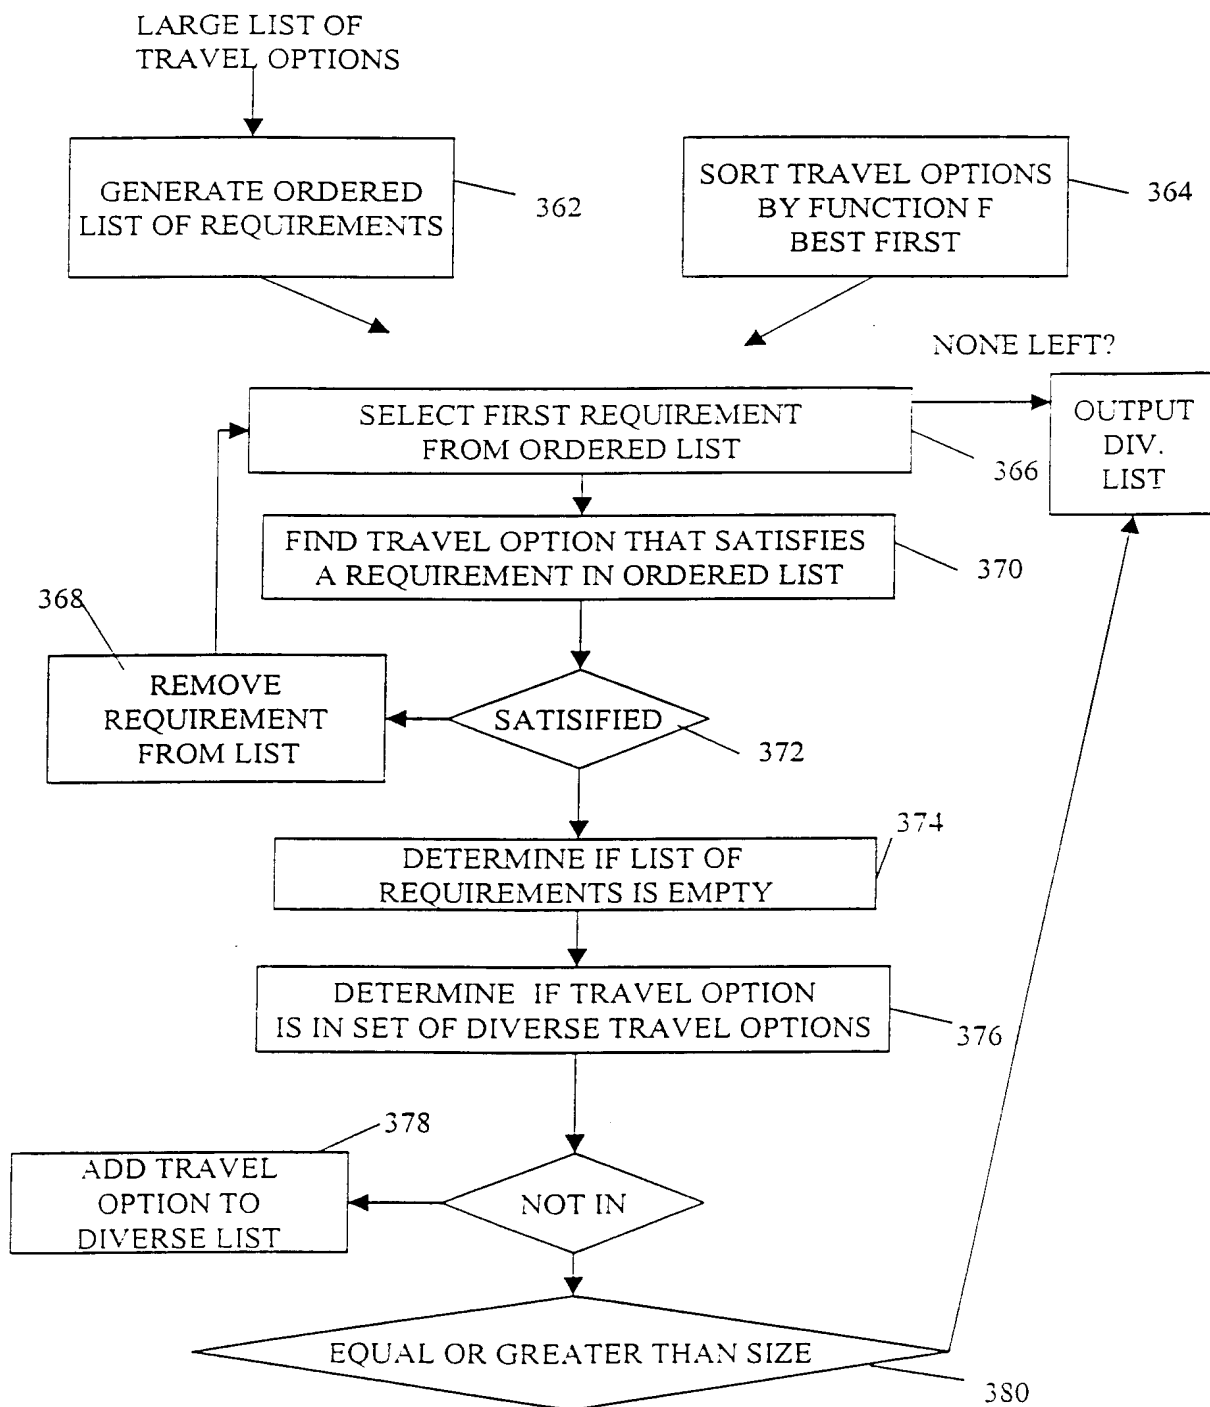 LARGE LIST OF
TRAVEL OPTIONS
GENERATE ORDERED
LIST OF REQUIREMENTS
362
SORT TRAVEL OPTIONS
BY FUNCTION F
BEST FIRST
364
NONE LEFT?
SELECT FIRST REQUIREMENT
FROM ORDERED LIST
366
OUTPUT
DIV.
LIST
FIND TRAVEL OPTION THAT SATISFIES
A REQUIREMENT IN ORDERED LIST
370
368
REMOVE
REQUIREMENT
FROM LIST
SATISIFIED
372
374
DETERMINE IF LIST OF
REQUIREMENTS IS EMPTY
DETERMINE IF TRAVEL OPTION
IS IN SET OF DIVERSE TRAVEL OPTIONS
376
378
ADD TRAVEL
OPTION TO
DIVERSE LIST
NOT IN
EQUAL OR GREATER THAN SIZE
380